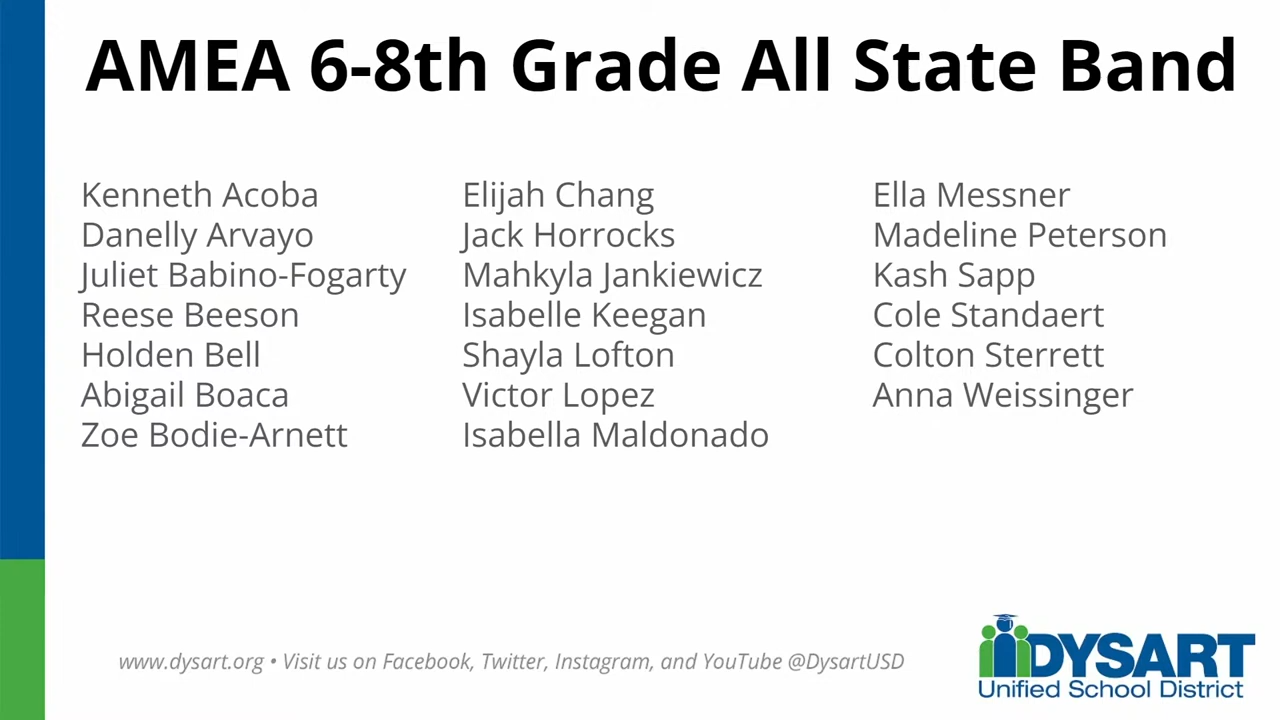 AMEA 6-8th Grade All State Band
Kenneth Acoba
Danelly Arvayo
Juliet Babino-Fogarty
Reese Beeson
Holden Bell
Abigail Boaca
Zoe Bodie-Arnett
Elijah Chang
Jack Horrocks
Mahkyla Jankiewicz
Isabelle Keegan
Shayla Lofton
Victor Lopez
Isabella Maldonado
Ella Messner
Madeline Peterson
Kash Sapp
Cole Standaert
Colton Sterrett
Anna Weissinger
www.dysart.org • Visit us on Facebook, Twitter, Instagram, and YouTube @DysartUSD
DYSART
Unified School District